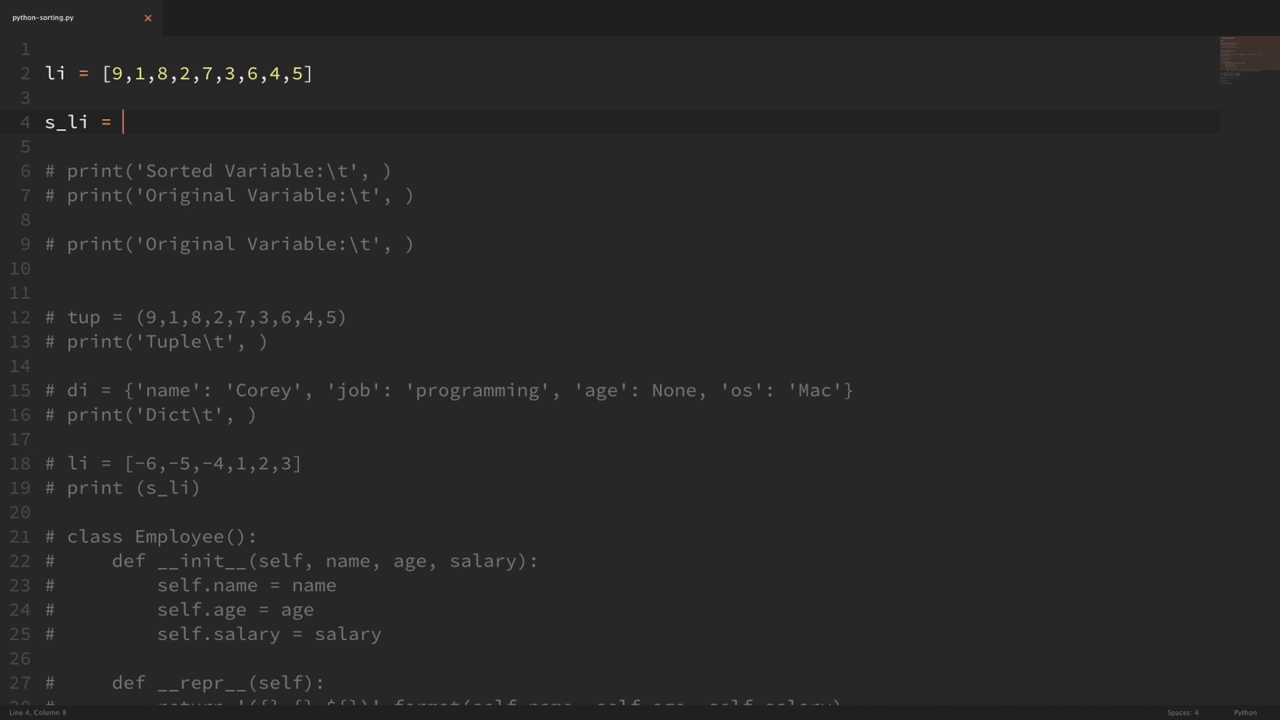 python-sorting.py ×
1
2 li = [9,1,8,2,7,3,6,4,5]
3
4 s_li =
5
6 # print('Sorted Variable:\t', )
7 # print('Original Variable:\t', )
8
9 # print('Original Variable:\t', )
10
11
12 # tup = (9,1,8,2,7,3,6,4,5)
13 # print('Tuple\t', )
14
15 # di = {'name': 'Corey', 'job': 'programming', 'age': None, 'os': 'Mac'}
16 # print('Dict\t', )
17
18 # li = [-6,-5,-4,1,2,3]
19 # print (s_li)
20
21 # class Employee():
22 #     def __init__(self, name, age, salary):
23 #         self.name = name
24 #         self.age = age
25 #         self.salary = salary
26
27 #     def __repr__(self):
Line 4, Column 8 Spaces: 4 Python